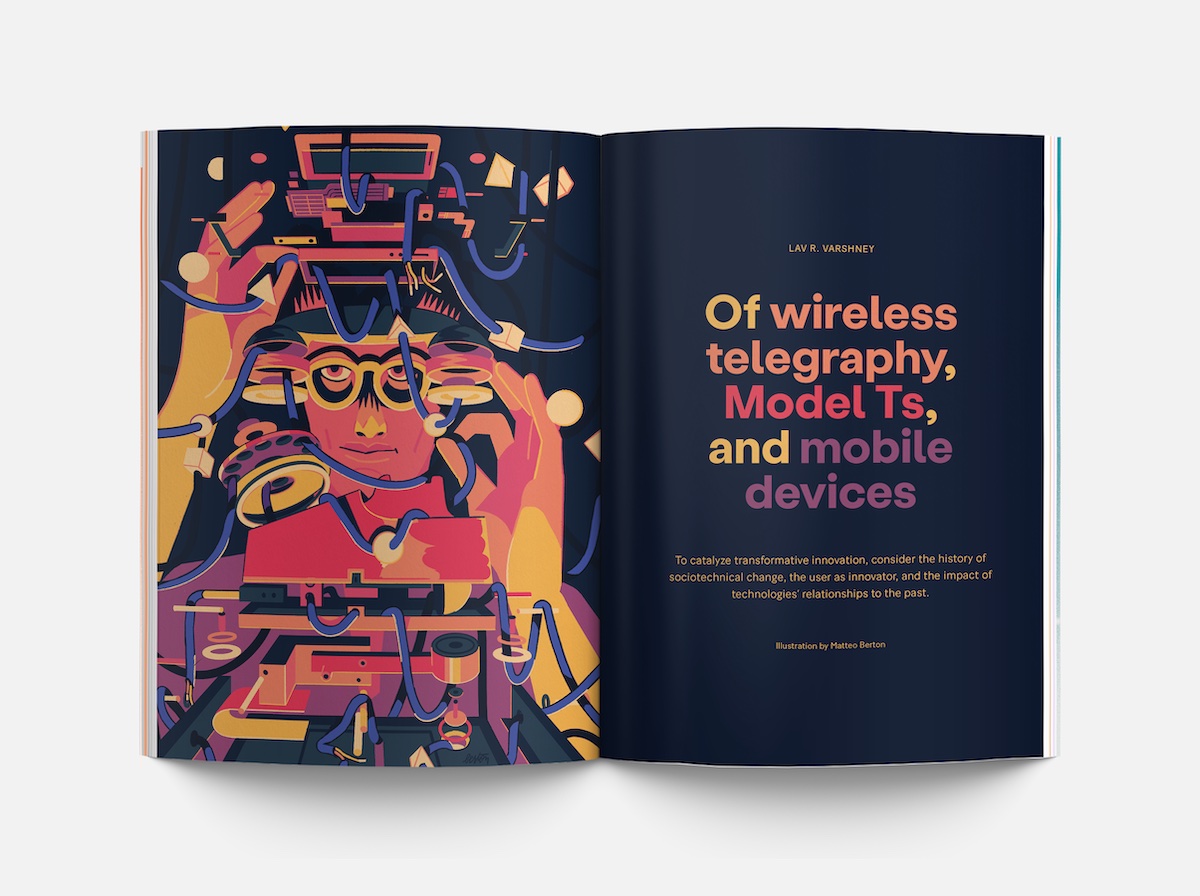 LAV R. VARSHNEY
Of wireless
telegraphy,
Model Ts,
and mobile
devices
To catalyze transformative innovation, consider the history of
sociotechnical change, the user as innovator, and the impact of
technologies’ relationships to the past.
Illustration by Matteo Berton